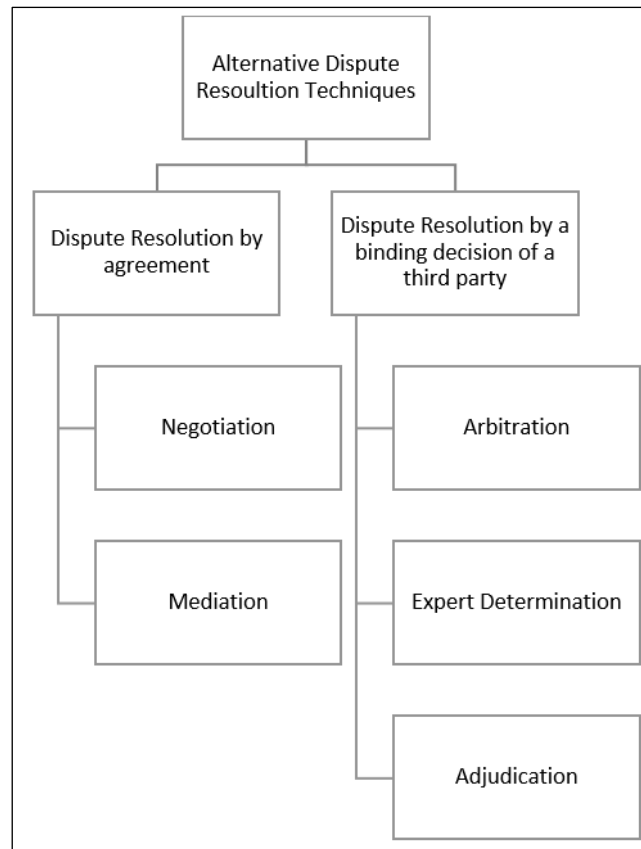 Alternative Dispute
Resoultion Techniques
Dispute Resolution by
agreement
Dispute Resolution by a
binding decision of a
third party
Negotiation
Arbitration
Mediation
Expert Determination
Adjudication